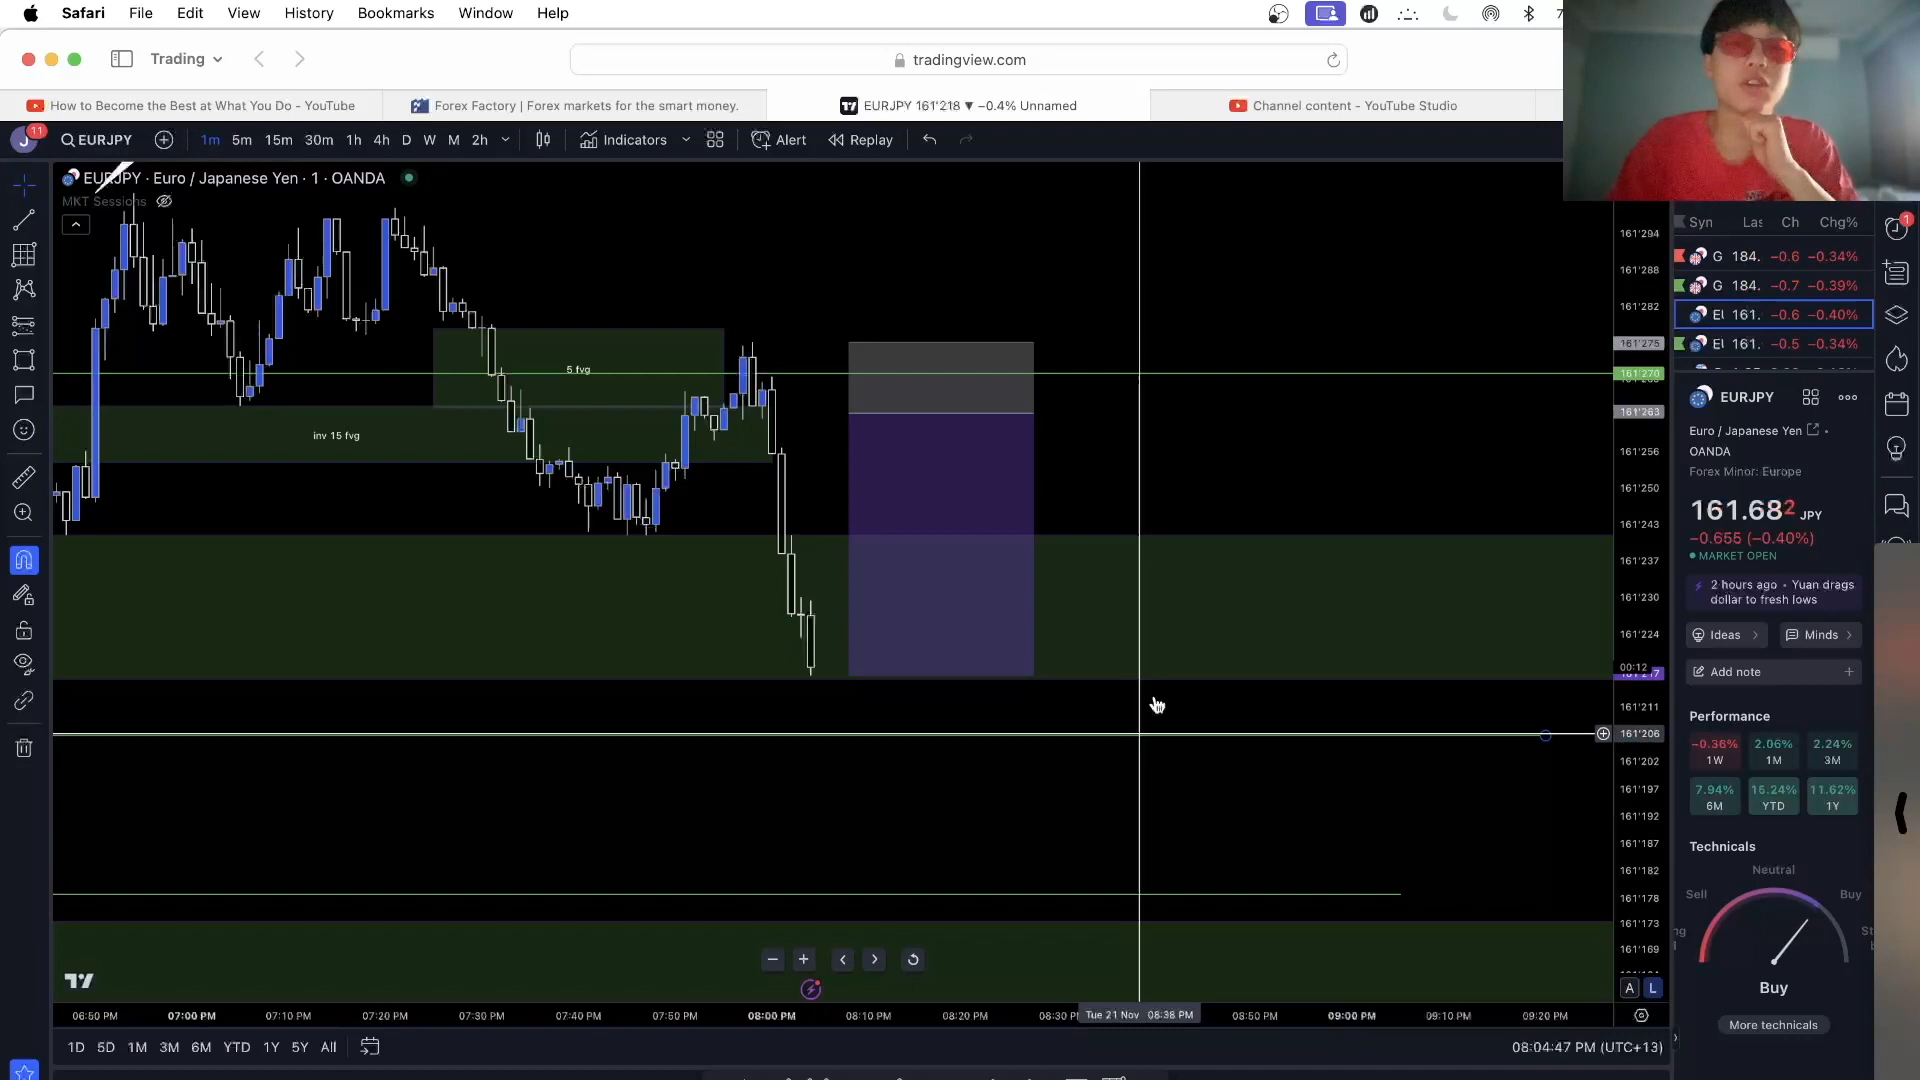 Safari File Edit View History Bookmarks Window Help
Trading
tradingview.com
How to Become the Best at What You Do - YouTube
Forex Factory | Forex markets for the smart money.
EURJPY 161'218 ▼ −0.4% Unnamed
Channel content - YouTube Studio
J 11 EURJPY 1m 5m 15m 30m 1h 4h D W M 2h Indicators Alert Replay
EURJPY · Euro / Japanese Yen · 1 · OANDA
MKT Sessions
5 fvg
inv 15 fvg
161'294
161'288
161'282
161'275
161'270
161'263
161'256
161'250
161'243
161'237
161'230
161'224
00:12
161'217
161'211
161'206
161'202
161'197
161'192
161'187
161'182
161'178
161'173
161'169
A L
06:50 PM 07:00 PM 07:10 PM 07:20 PM 07:30 PM 07:40 PM 07:50 PM 08:00 PM 08:10 PM 08:20 PM 08:30 Tue 21 Nov 08:38 PM 08:50 PM 09:00 PM 09:10 PM 09:20 PM
1D 5D 1M 3M 6M YTD 1Y 5Y All
08:04:47 PM (UTC+13)
Syn Las Ch Chg%
G 184. −0.6 −0.34%
G 184. −0.7 −0.39%
161. −0.6 −0.40%
161. −0.5 −0.34%
1
EURJPY
Euro / Japanese Yen
OANDA
Forex Minor: Europe
161.682 JPY
−0.655 (−0.40%)
MARKET OPEN
2 hours ago • Yuan drags
dollar to fresh lows
Ideas Minds
Add note
Performance
−0.36% 2.06% 2.24%
1W 1M 3M
7.94% 15.24% 11.62%
6M YTD 1Y
Technicals
Neutral
Sell Buy
Buy
More technicals